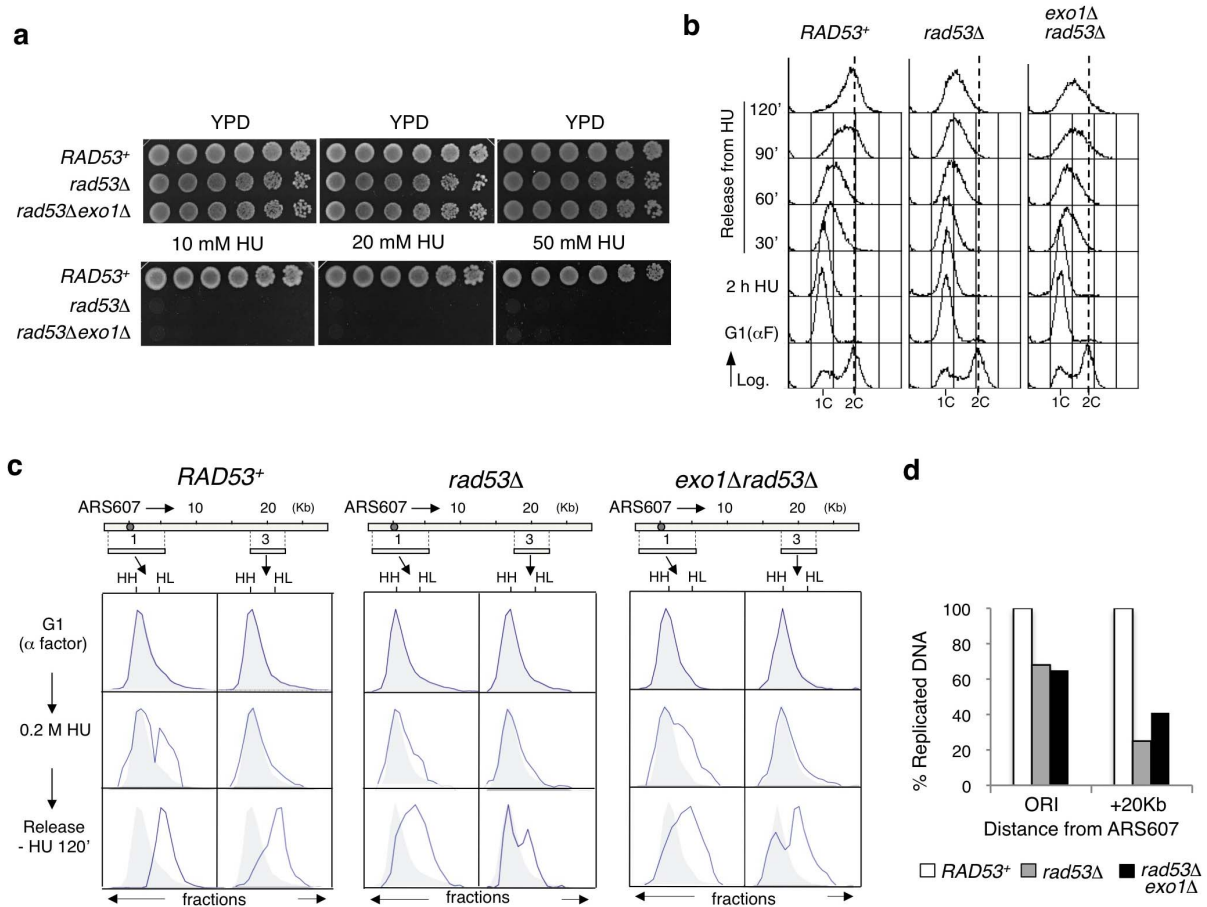 a
YPD YPD YPD
RAD53+
rad53Δ
rad53Δexo1Δ
10 mM HU 20 mM HU 50 mM HU
RAD53+
rad53Δ
rad53Δexo1Δ
b
RAD53+ rad53Δ exo1Δ rad53Δ
Release from HU
120’
90’
60’
30’
2 h HU
G1(αF)
Log.
1C 2C 1C 2C 1C 2C
c
RAD53+ rad53Δ exo1Δrad53Δ
ARS607 10 20 (Kb) ARS607 10 20 (Kb) ARS607 10 20 (Kb)
1 3 1 3 1 3
HH HL HH HL HH HL HH HL HH HL HH HL
G1
(α factor)
0.2 M HU
Release
- HU 120’
fractions fractions fractions
d
% Replicated DNA
100
80
60
40
20
0
ORI +20Kb
Distance from ARS607
RAD53+ rad53Δ rad53Δ
exo1Δ